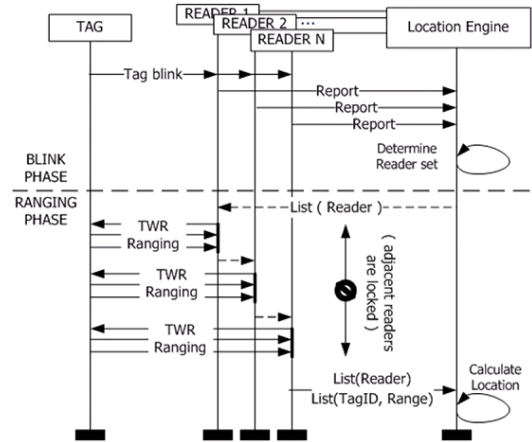 TAG
READER 1
READER 2
...
READER N
Location Engine
Tag blink
Report
Report
Report
Determine
Reader set
BLINK
PHASE
RANGING
PHASE
List ( Reader )
TWR
Ranging
TWR
Ranging
TWR
Ranging
( adjacent readers
are locked )
List(Reader)
List(TagID, Range)
Calculate
Location